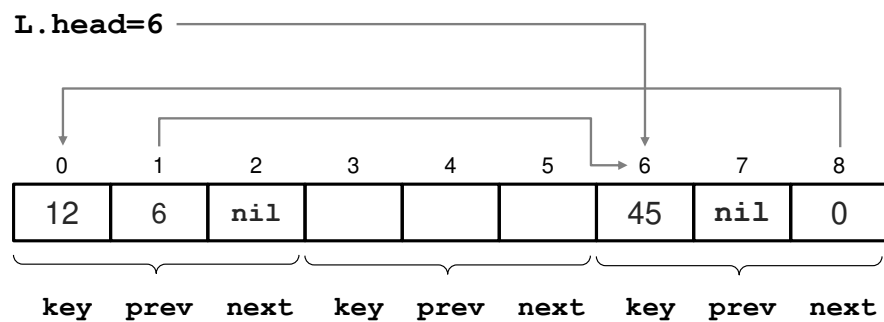 L.head=6
0 1 2 3 4 5 6 7 8
12 6 nil 45 nil 0
key prev next key prev next key prev next